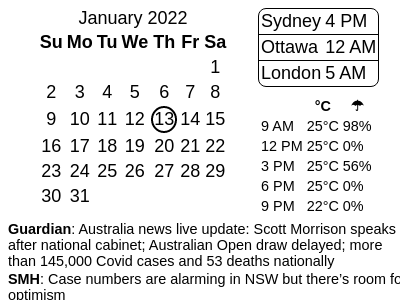 January 2022
Su Mo Tu We Th Fr Sa
1
2 3 4 5 6 7 8
9 10 11 12 13 14 15
16 17 18 19 20 21 22
23 24 25 26 27 28 29
30 31
Sydney 4 PM
Ottawa 12 AM
London 5 AM
°C ☂
9 AM 25°C 98%
12 PM 25°C 0%
3 PM 25°C 56%
6 PM 25°C 0%
9 PM 22°C 0%
Guardian: Australia news live update: Scott Morrison speaks
after national cabinet; Australian Open draw delayed; more
than 145,000 Covid cases and 53 deaths nationally
SMH: Case numbers are alarming in NSW but there’s room fo
optimism